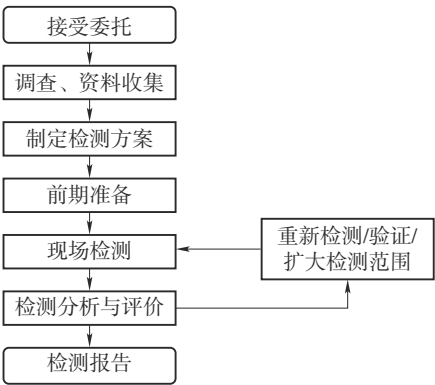 接受委托
调查、资料收集
制定检测方案
前期准备
现场检测
重新检测/验证/
扩大检测范围
检测分析与评价
检测报告